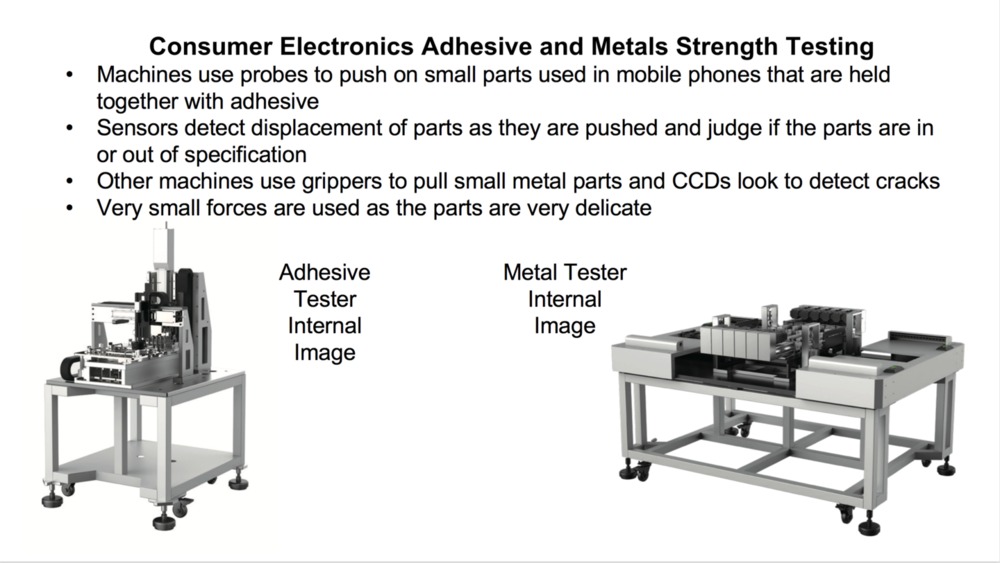 Consumer Electronics Adhesive and Metals Strength Testing
• Machines use probes to push on small parts used in mobile phones that are held
together with adhesive
• Sensors detect displacement of parts as they are pushed and judge if the parts are in
or out of specification
• Other machines use grippers to pull small metal parts and CCDs look to detect cracks
• Very small forces are used as the parts are very delicate
Adhesive
Tester
Internal
Image
Metal Tester
Internal
Image